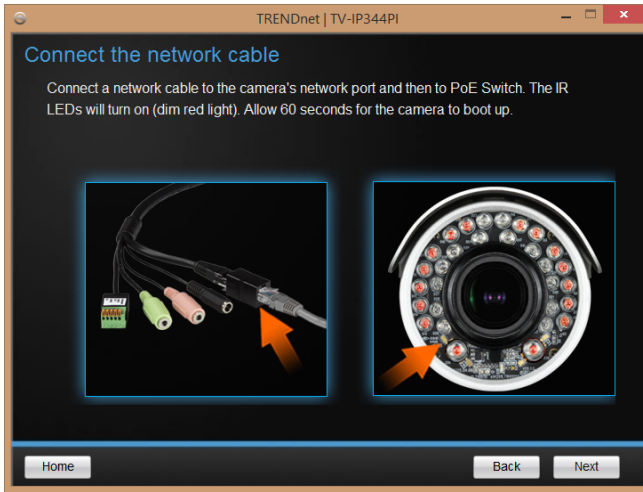 TRENDnet | TV-IP344PI
Connect the network cable
Connect a network cable to the camera's network port and then to PoE Switch. The IR
LEDs will turn on (dim red light). Allow 60 seconds for the camera to boot up.
Home
Back
Next